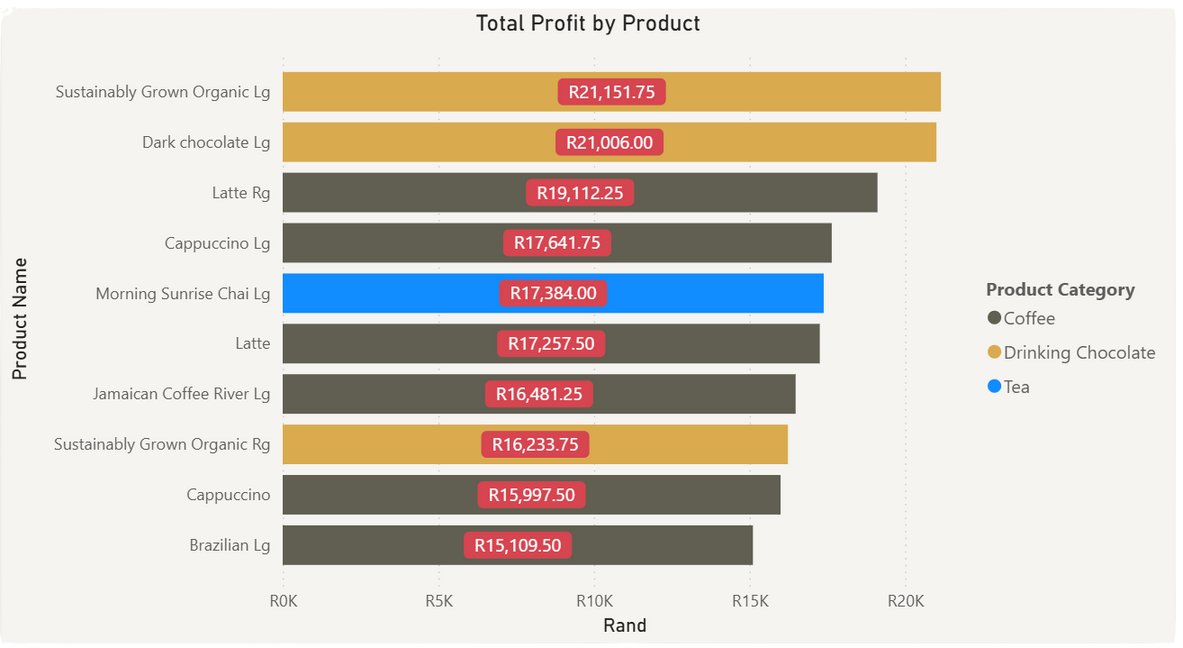 Total Profit by Product
Product Name
Sustainably Grown Organic Lg R21,151.75
Dark chocolate Lg R21,006.00
Latte Rg R19,112.25
Cappuccino Lg R17,641.75
Morning Sunrise Chai Lg R17,384.00
Latte R17,257.50
Jamaican Coffee River Lg R16,481.25
Sustainably Grown Organic Rg R16,233.75
Cappuccino R15,997.50
Brazilian Lg R15,109.50
R0K R5K R10K R15K R20K
Rand
Product Category
Coffee
Drinking Chocolate
Tea